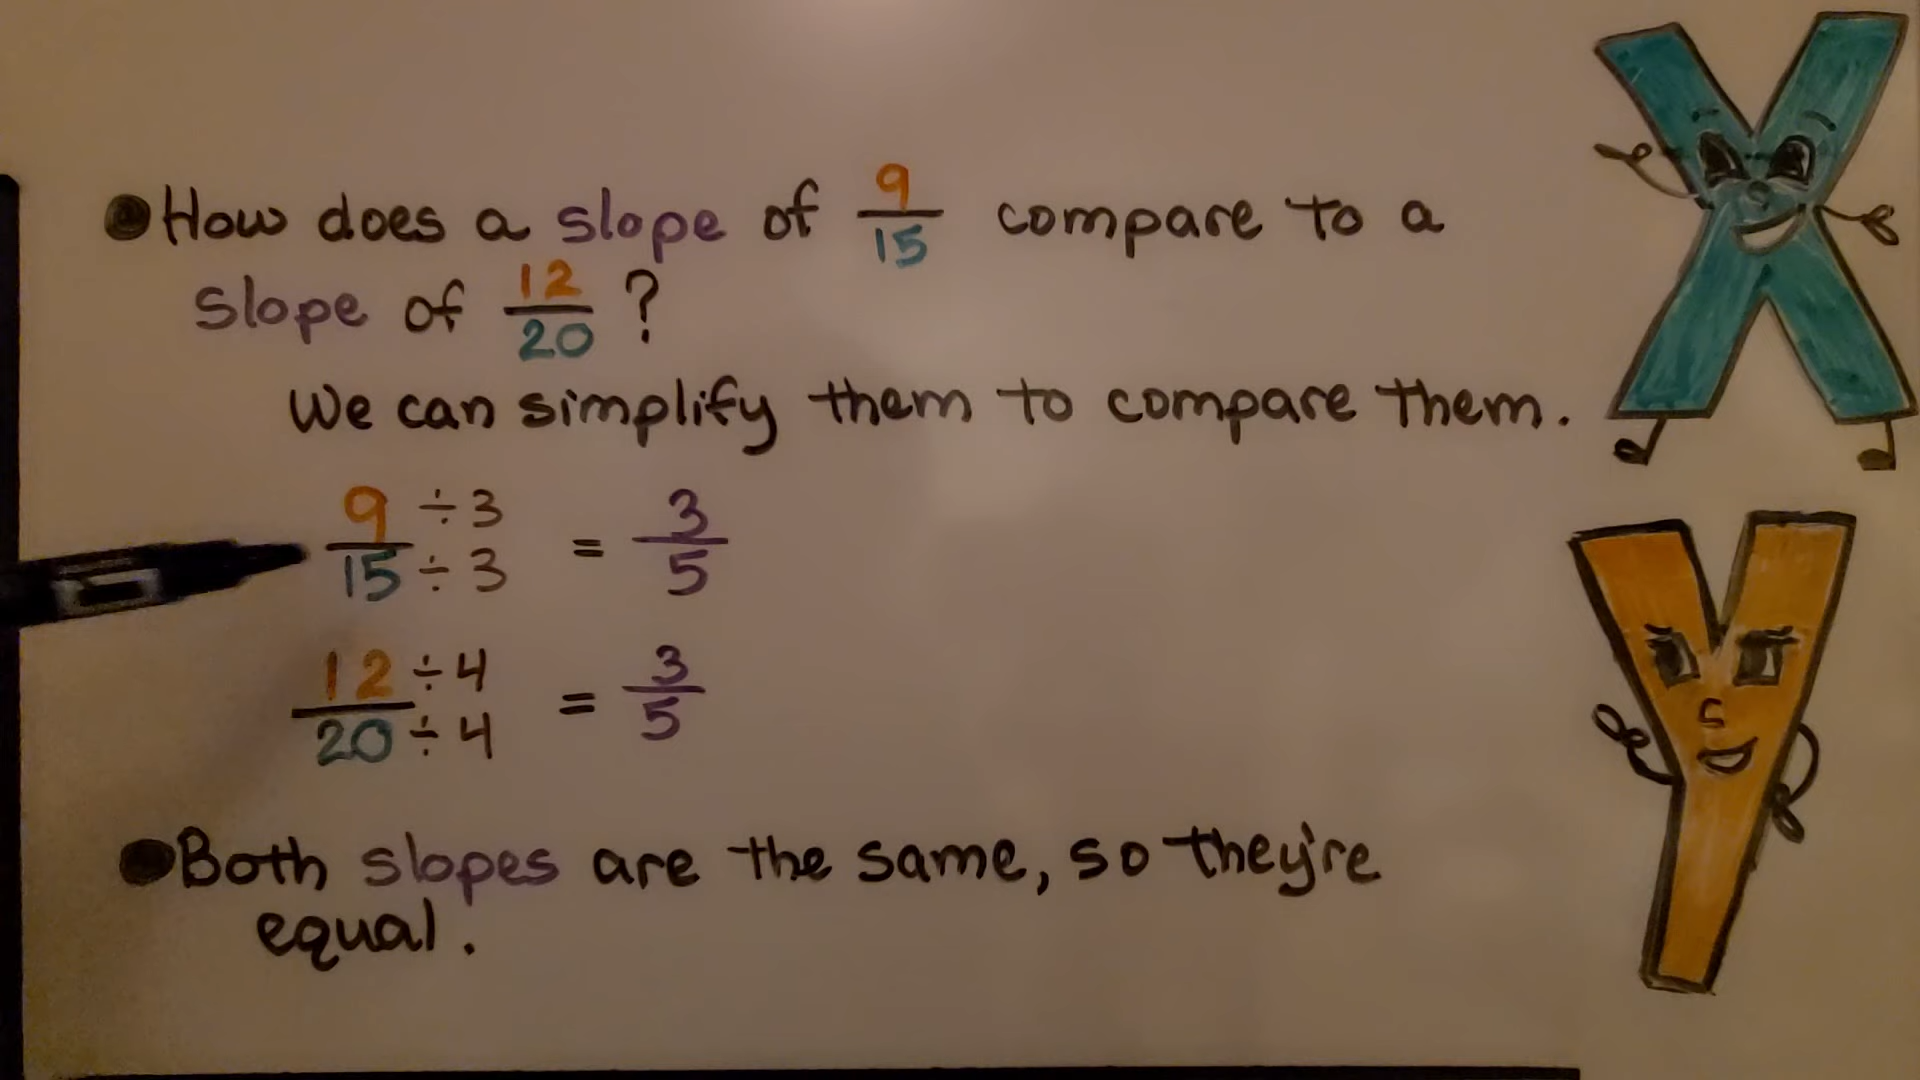 How does a slope of 9/15 compare to a
slope of 12/20 ?
We can simplify them to compare them.
9 ÷ 3 / 15 ÷ 3 = 3/5
12 ÷ 4 / 20 ÷ 4 = 3/5
Both slopes are the same, so they're
equal.
X
Y